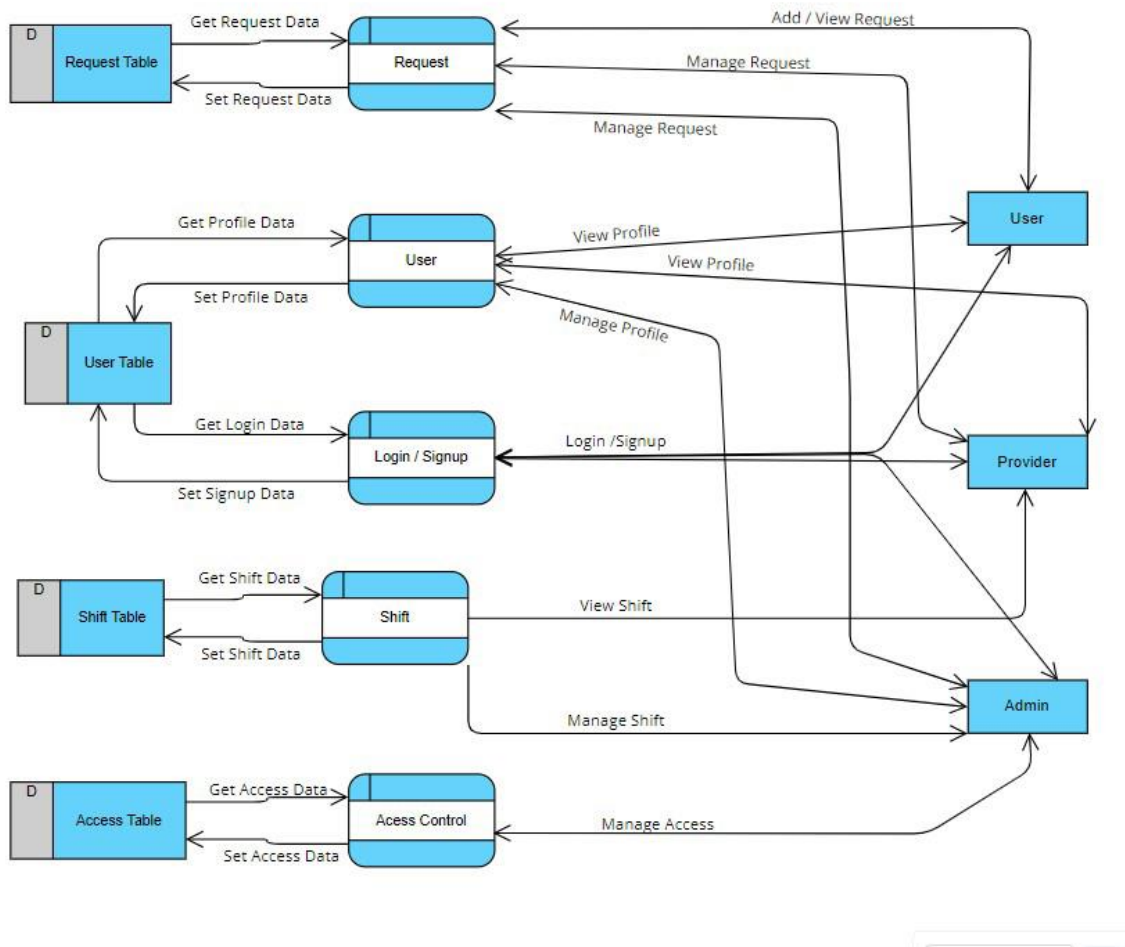 Get Request Data
Add / View Request
D
Request Table
Request
Manage Request
Set Request Data
Manage Request
User
Get Profile Data
View Profile
User
View Profile
Set Profile Data
Manage Profile
D
User Table
Get Login Data
Login /Signup
Login / Signup
Provider
Set Signup Data
Get Shift Data
D
Shift Table
Shift
View Shift
Set Shift Data
Admin
Manage Shift
D
Get Access Data
Access Table
Acess Control
Manage Access
Set Access Data